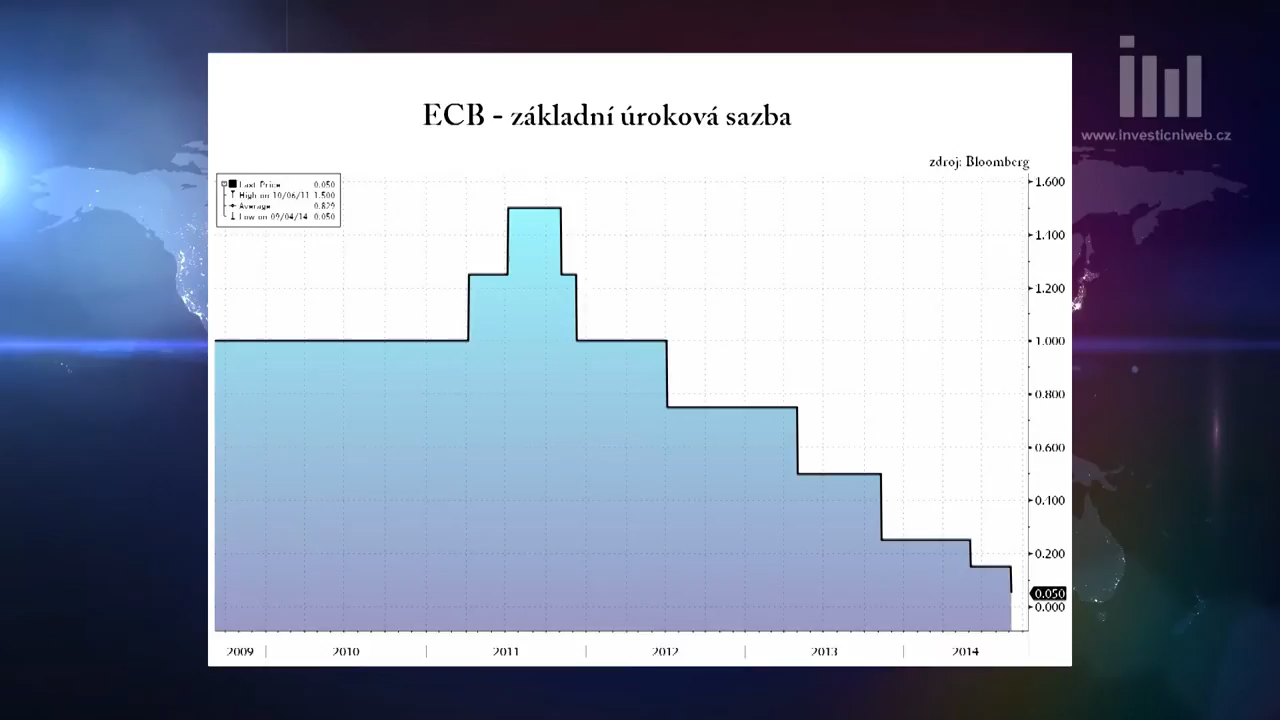 ECB - základní úroková sazba
www.investicniweb.cz
zdroj: Bloomberg
Last Price 0.050
High on 10/06/11 1.500
Average 0.829
Low on 09/04/14 0.050
1.600
1.100
1.200
1.000
0.800
0.600
0.100
0.200
0.050
0.000
2009 2010 2011 2012 2013 2014